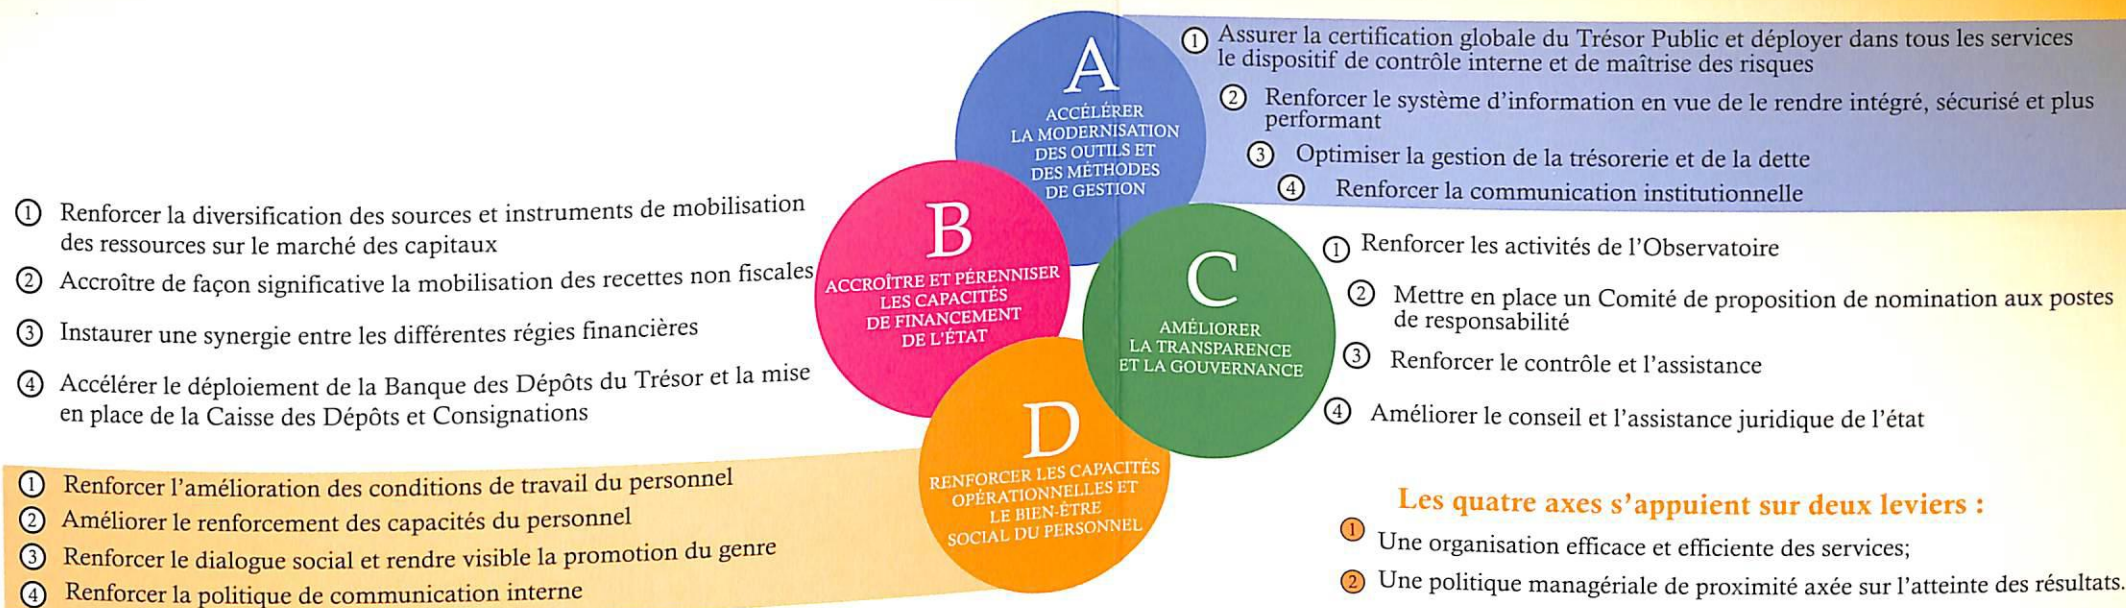 A
ACCÉLÉRER
LA MODERNISATION
DES OUTILS ET
DES MÉTHODES
DE GESTION
① Assurer la certification globale du Trésor Public et déployer dans tous les services
le dispositif de contrôle interne et de maîtrise des risques
② Renforcer le système d'information en vue de le rendre intégré, sécurisé et plus
performant
③ Optimiser la gestion de la trésorerie et de la dette
④ Renforcer la communication institutionnelle
B
ACCROÎTRE ET PÉRENNISER
LES CAPACITÉS
DE FINANCEMENT
DE L'ÉTAT
① Renforcer la diversification des sources et instruments de mobilisation
des ressources sur le marché des capitaux
② Accroître de façon significative la mobilisation des recettes non fiscales
③ Instaurer une synergie entre les différentes régies financières
④ Accélérer le déploiement de la Banque des Dépôts du Trésor et la mise
en place de la Caisse des Dépôts et Consignations
C
AMÉLIORER
LA TRANSPARENCE
ET LA GOUVERNANCE
① Renforcer les activités de l'Observatoire
② Mettre en place un Comité de proposition de nomination aux postes
de responsabilité
③ Renforcer le contrôle et l'assistance
④ Améliorer le conseil et l'assistance juridique de l'état
D
RENFORCER LES CAPACITÉS
OPÉRATIONNELLES ET
LE BIEN-ÊTRE
SOCIAL DU PERSONNEL
① Renforcer l'amélioration des conditions de travail du personnel
② Améliorer le renforcement des capacités du personnel
③ Renforcer le dialogue social et rendre visible la promotion du genre
④ Renforcer la politique de communication interne
Les quatre axes s'appuient sur deux leviers :
① Une organisation efficace et efficiente des services;
② Une politique managériale de proximité axée sur l'atteinte des résultats.